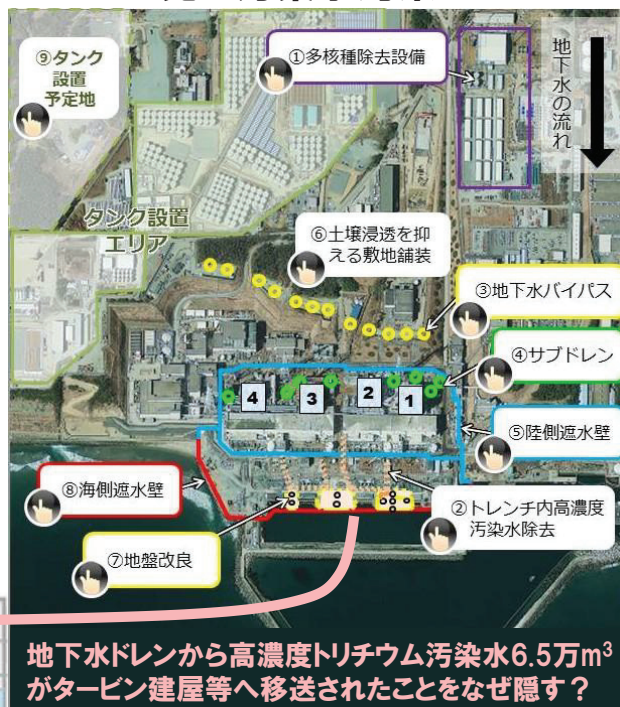 ⑨タンク
設置
予定地
①多核種除去設備
地下水の流れ
タンク設置
エリア
⑥土壌浸透を抑
える敷地舗装
③地下水バイパス
④サブドレン
4
3
2
1
⑤陸側遮水壁
⑧海側遮水壁
②トレンチ内高濃度
汚染水除去
⑦地盤改良
地下水ドレンから高濃度トリチウム汚染水6.5万m³
がタービン建屋等へ移送されたことをなぜ隠す？